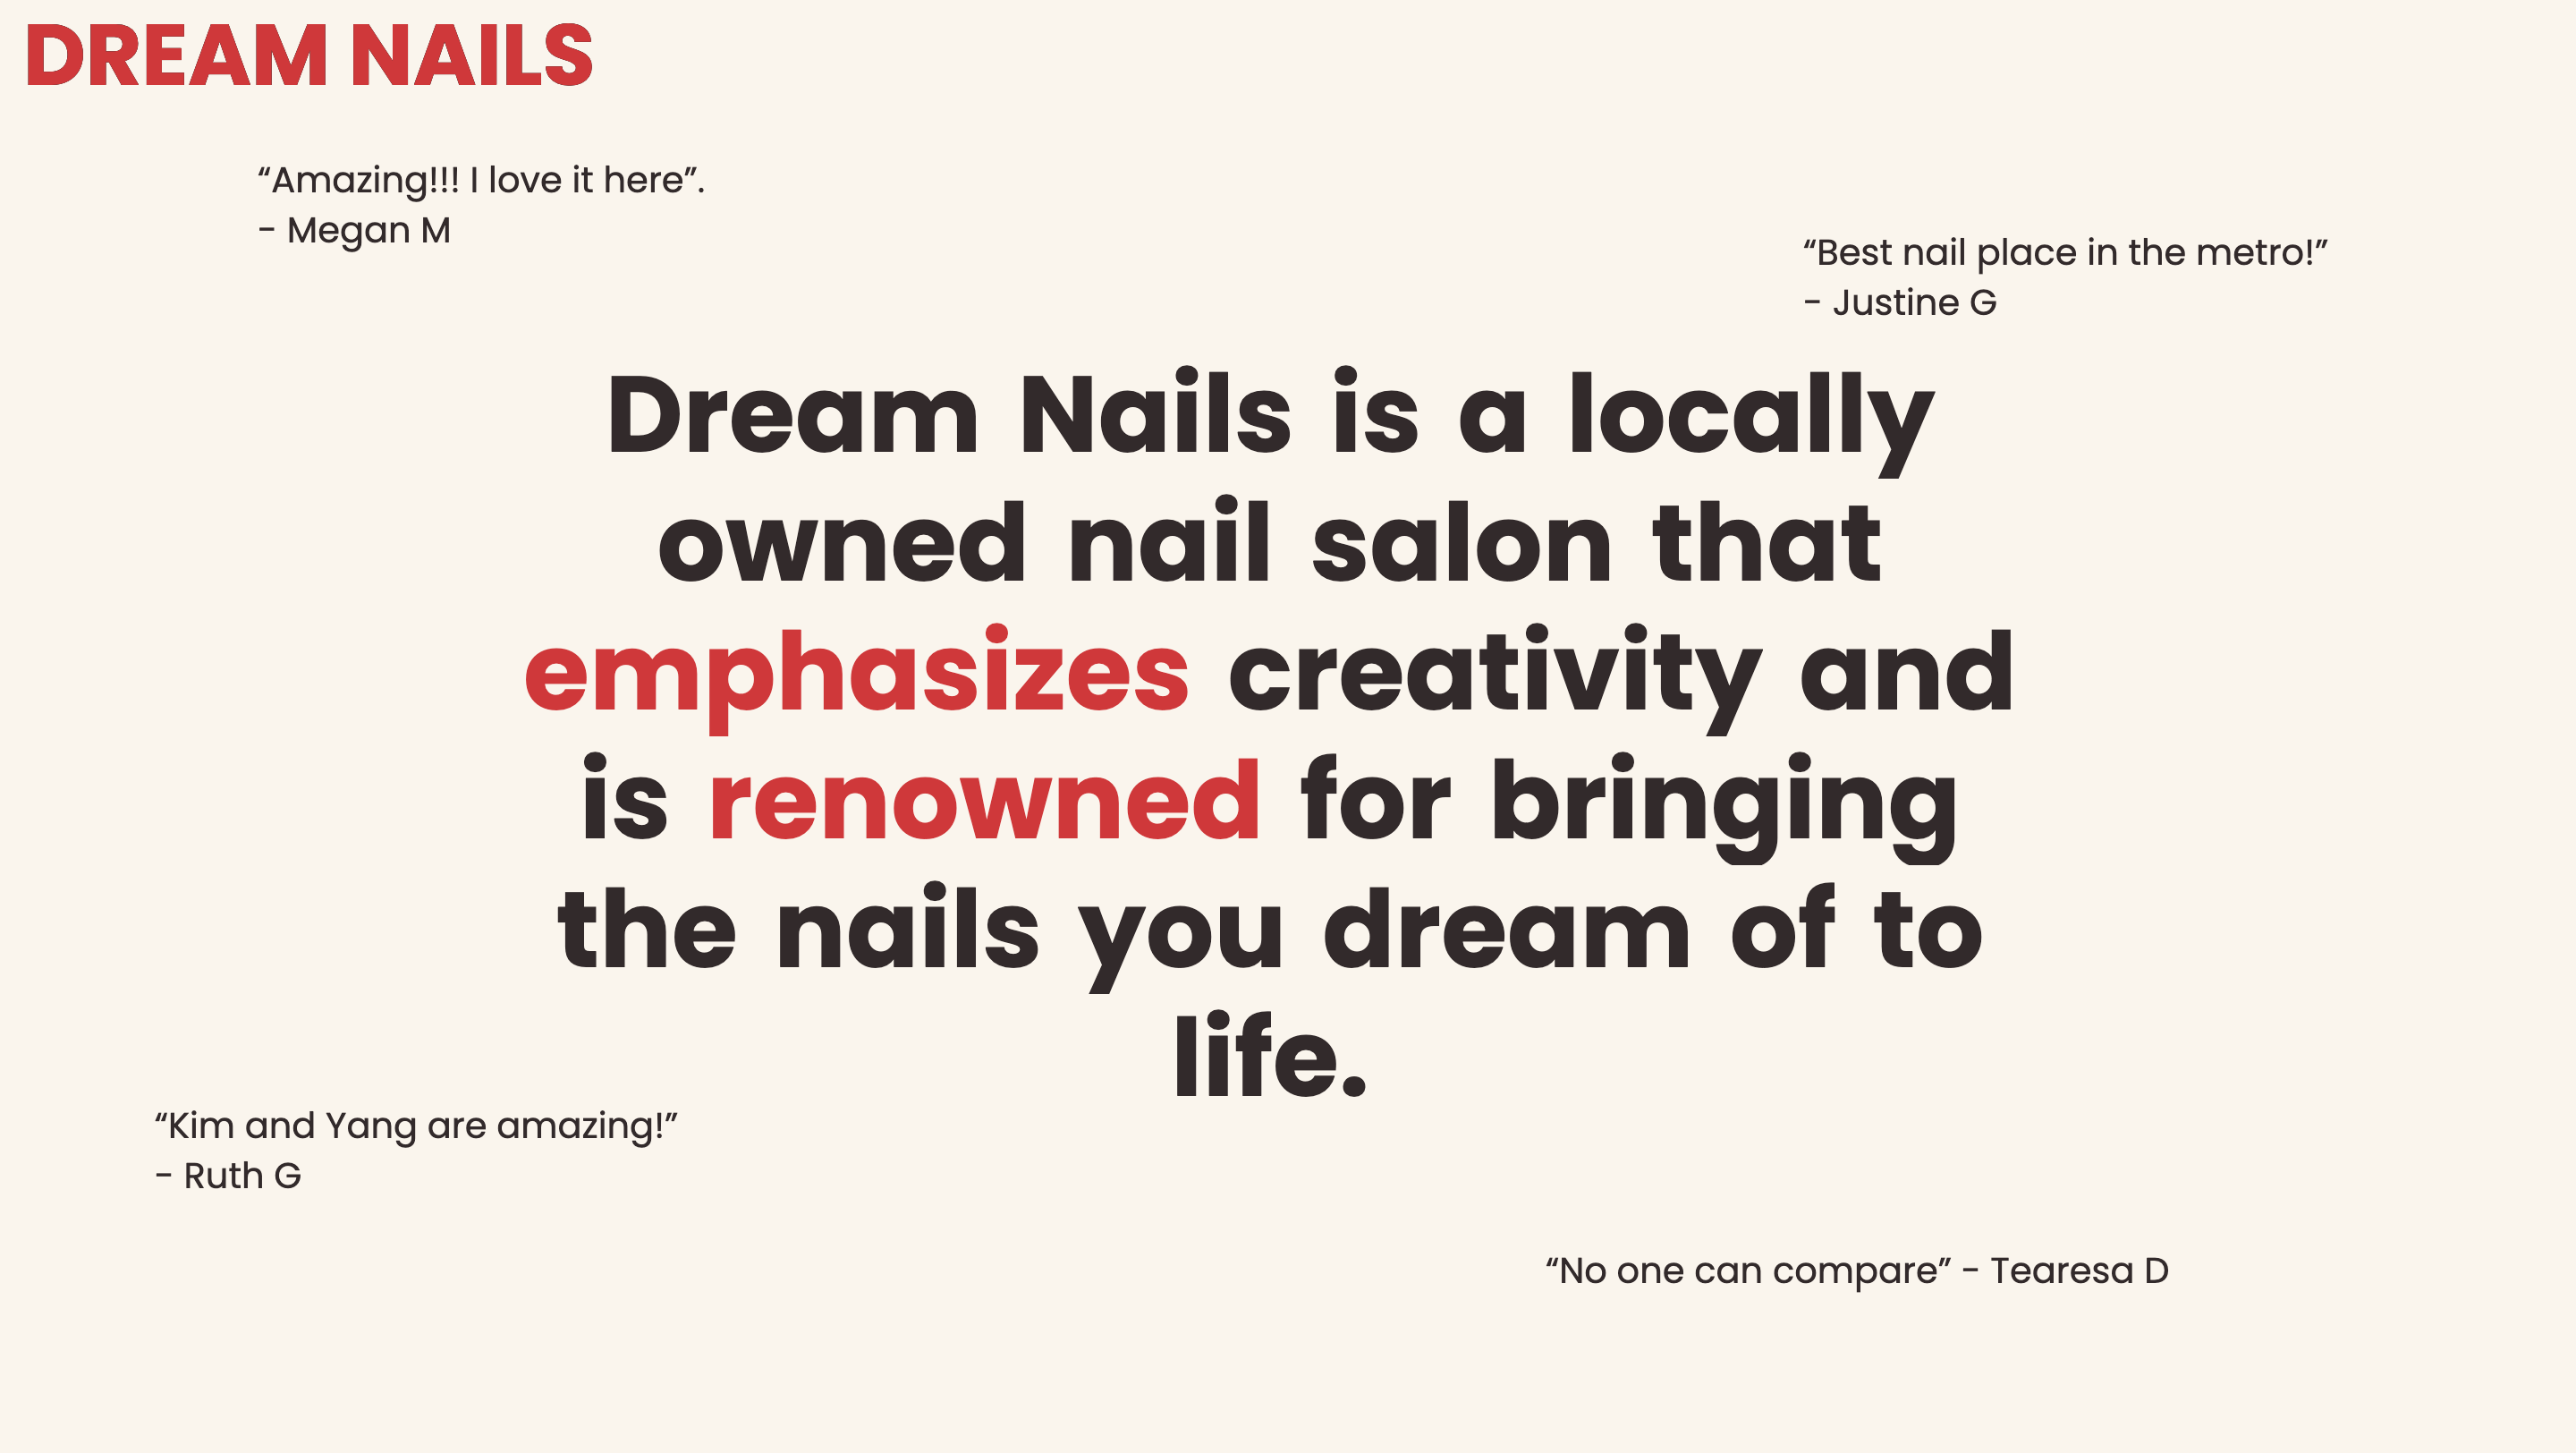 DREAM NAILS
“Amazing!!! I love it here”.
- Megan M
“Best nail place in the metro!”
- Justine G
Dream Nails is a locally
owned nail salon that
emphasizes creativity and
is renowned for bringing
the nails you dream of to
life.
“Kim and Yang are amazing!”
- Ruth G
“No one can compare” - Tearesa D